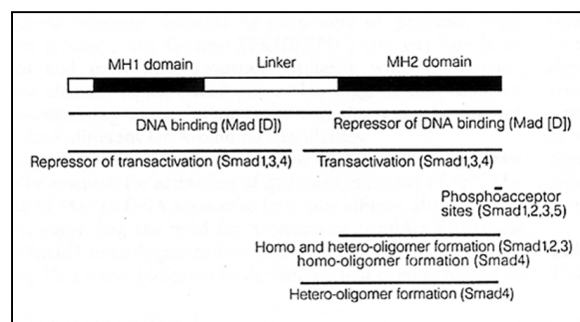 MH1 domain Linker MH2 domain
DNA binding (Mad [D]) Repressor of DNA binding (Mad [D])
Repressor of transactivation (Smad1,3,4) Transactivation (Smad1,3,4)
Phosphoacceptor
sites (Smad1,2,3,5)
Homo and hetero-oligomer formation (Smad1,2,3)
homo-oligomer formation (Smad4)
Hetero-oligomer formation (Smad4)